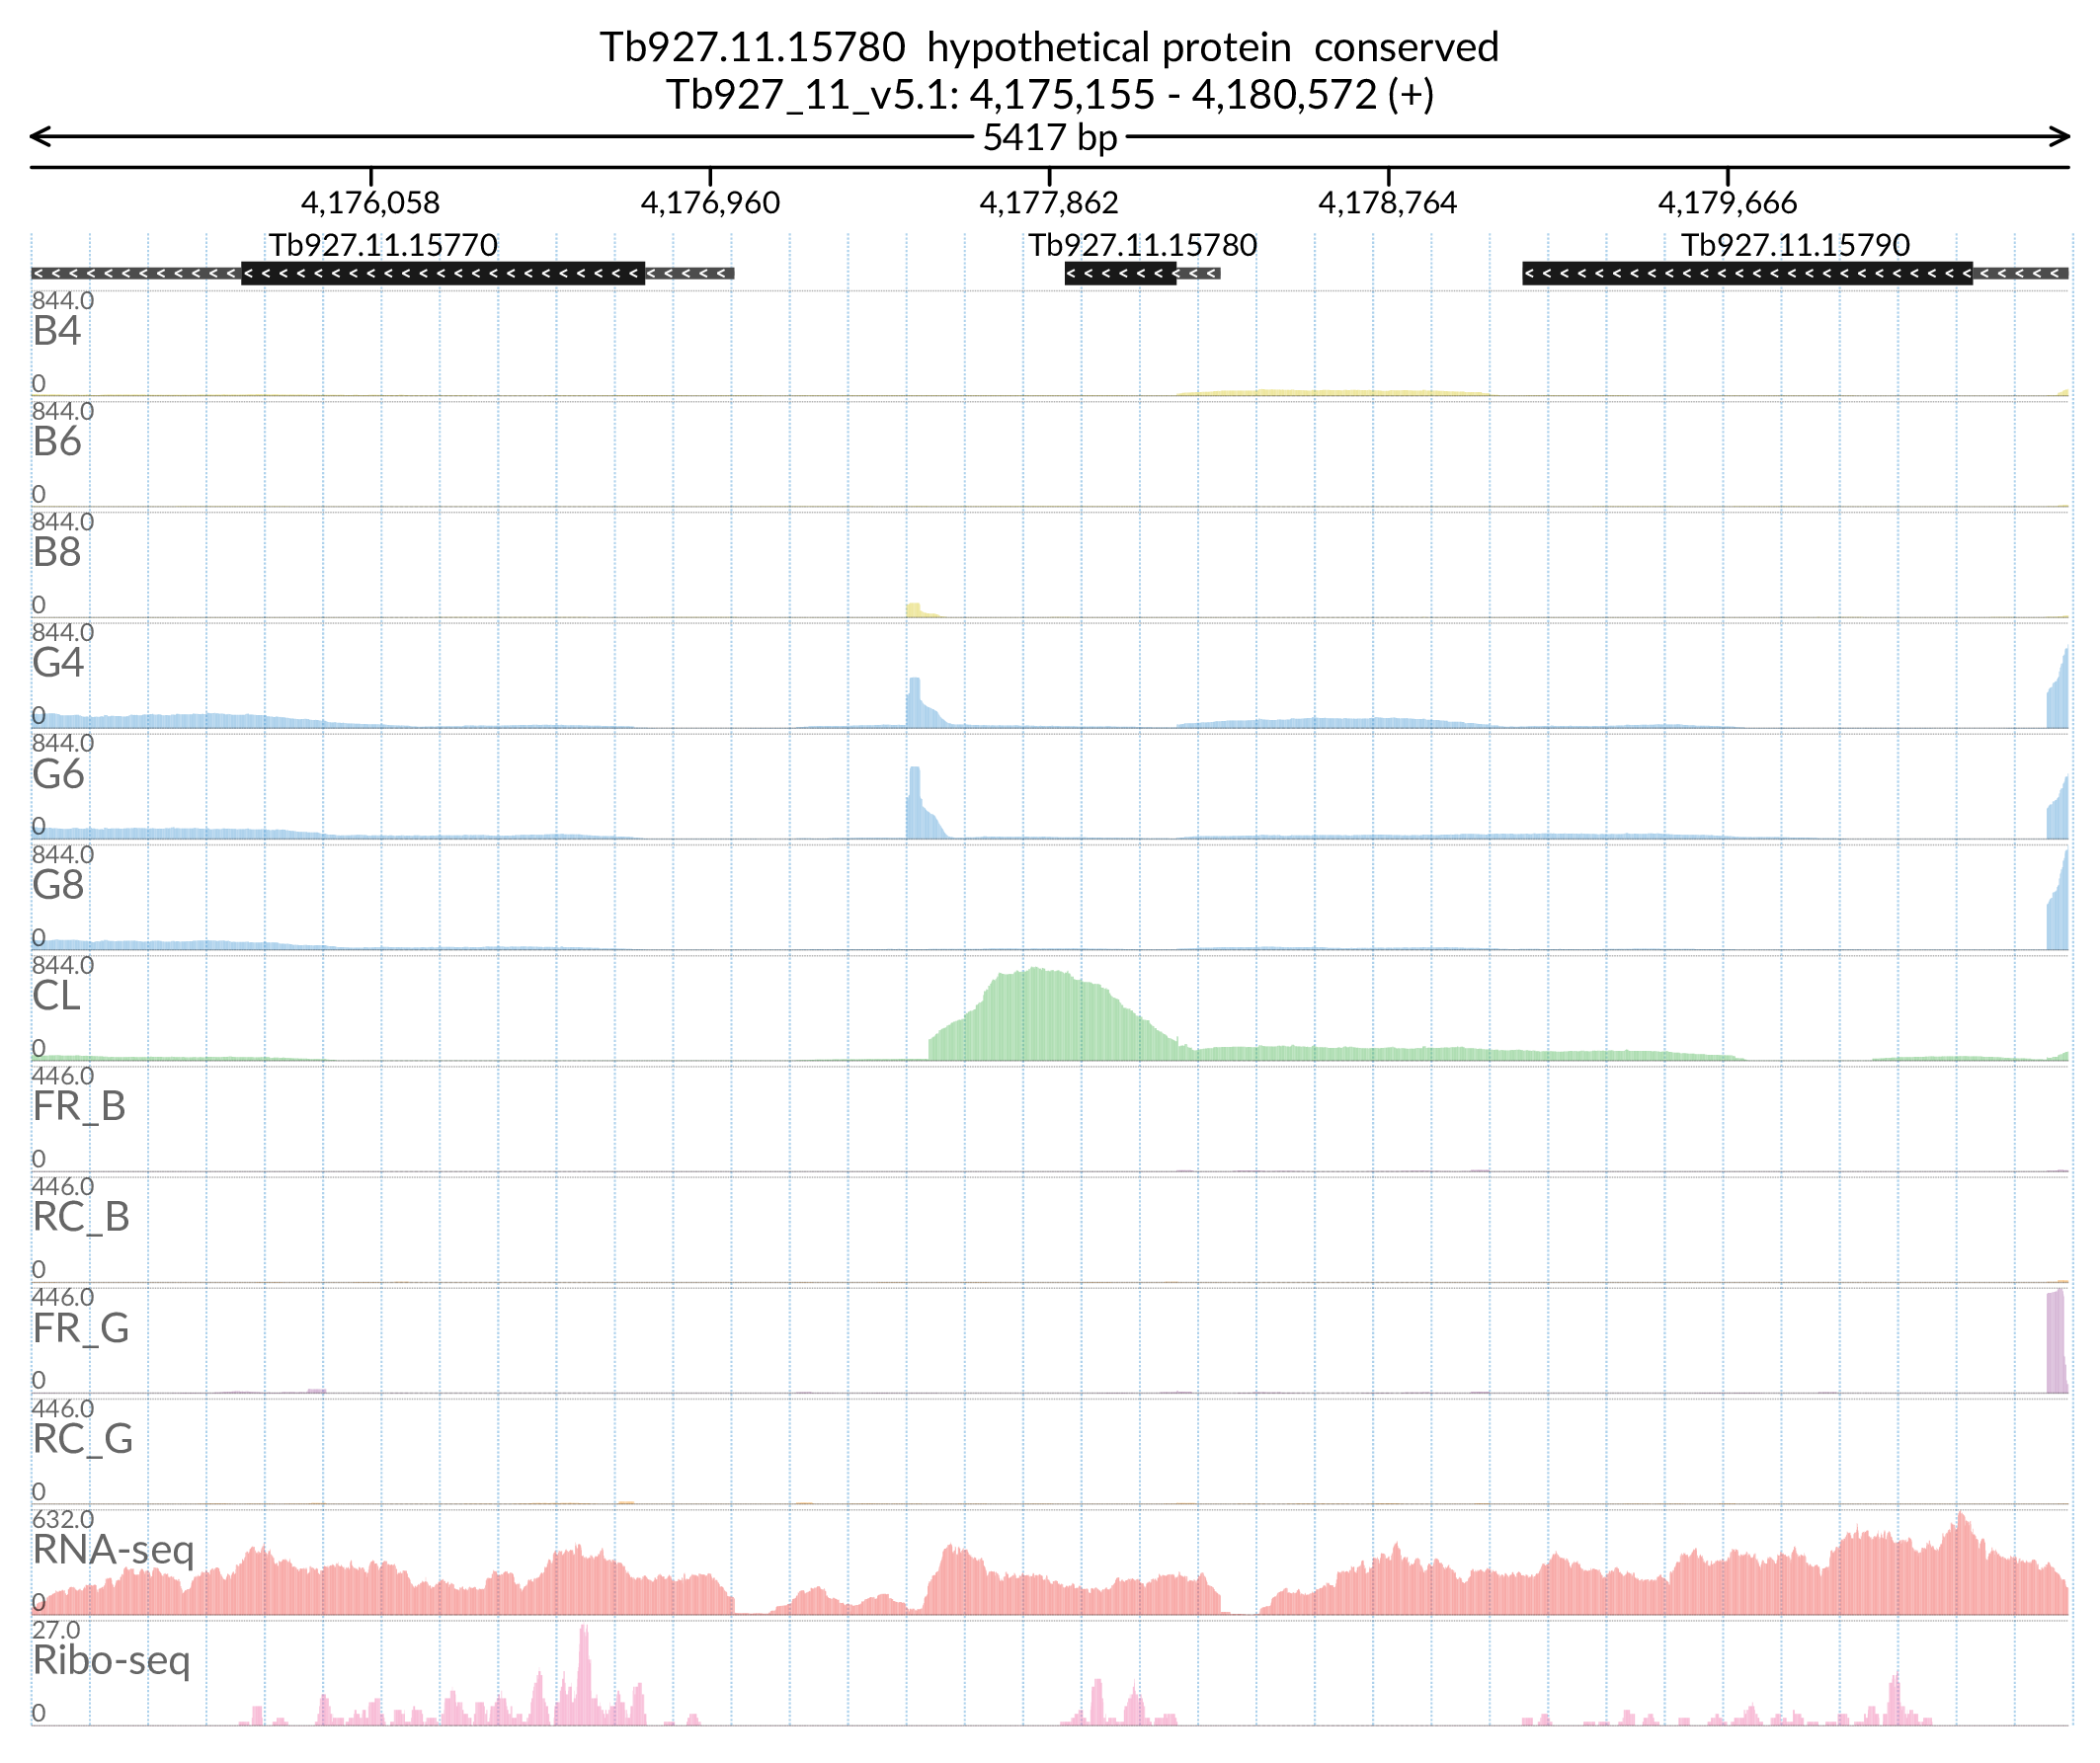 Tb927.11.15780 hypothetical protein conserved
Tb927_11_v5.1: 4,175,155 - 4,180,572 (+)
5417 bp
4,176,058 4,176,960 4,177,862 4,178,764 4,179,666
Tb927.11.15770 Tb927.11.15780 Tb927.11.15790
844.0
B4
0
844.0
B6
0
844.0
B8
0
844.0
G4
0
844.0
G6
0
844.0
G8
0
844.0
CL
0
446.0
FR_B
0
446.0
RC_B
0
446.0
FR_G
0
446.0
RC_G
0
632.0
RNA-seq
0
27.0
Ribo-seq
0